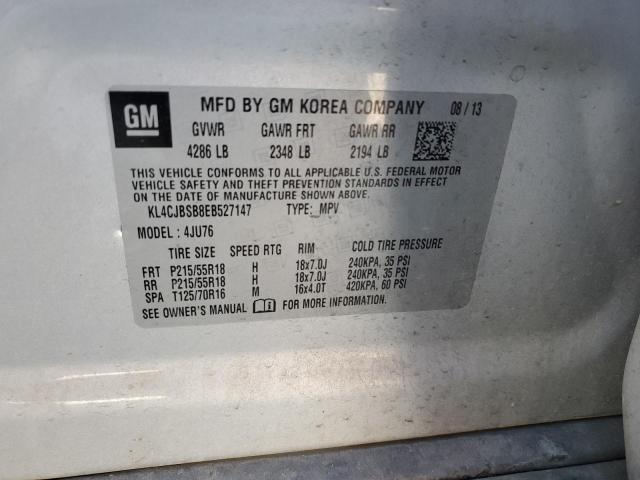 GM MFD BY GM KOREA COMPANY 08/13
GVWR GAWR FRT GAWR RR
4286 LB 2348 LB 2194 LB
THIS VEHICLE CONFORMS TO ALL APPLICABLE U.S. FEDERAL MOTOR
VEHICLE SAFETY AND THEFT PREVENTION STANDARDS IN EFFECT
ON THE DATE OF MANUFACTURE SHOWN ABOVE.
KL4CJBSB8EB527147 TYPE: MPV
MODEL: 4JU76
TIRE SIZE SPEED RTG RIM COLD TIRE PRESSURE
FRT P215/55R18 H 18x7.0J 240KPA, 35 PSI
RR P215/55R18 H 18x7.0J 240KPA, 35 PSI
SPA T125/70R16 M 16x4.0T 420KPA, 60 PSI
SEE OWNER'S MANUAL FOR MORE INFORMATION.